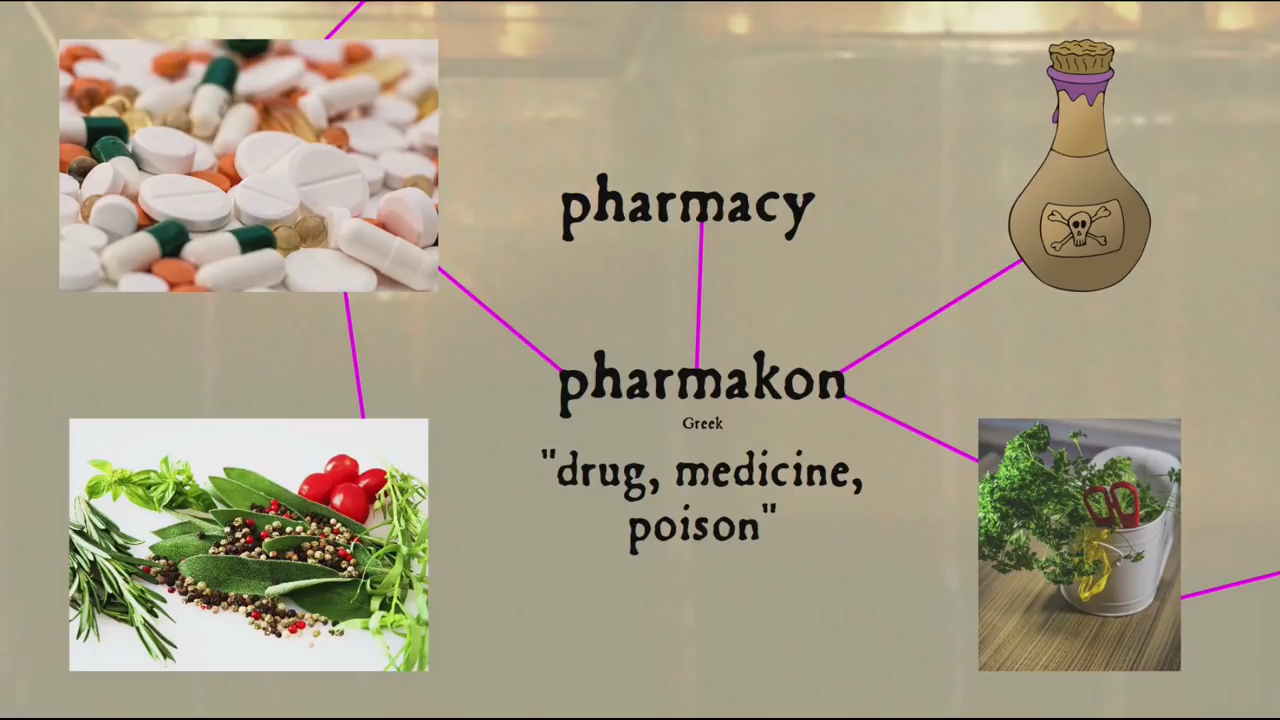 pharmacy
pharmakon
Greek
"drug, medicine,
poison"